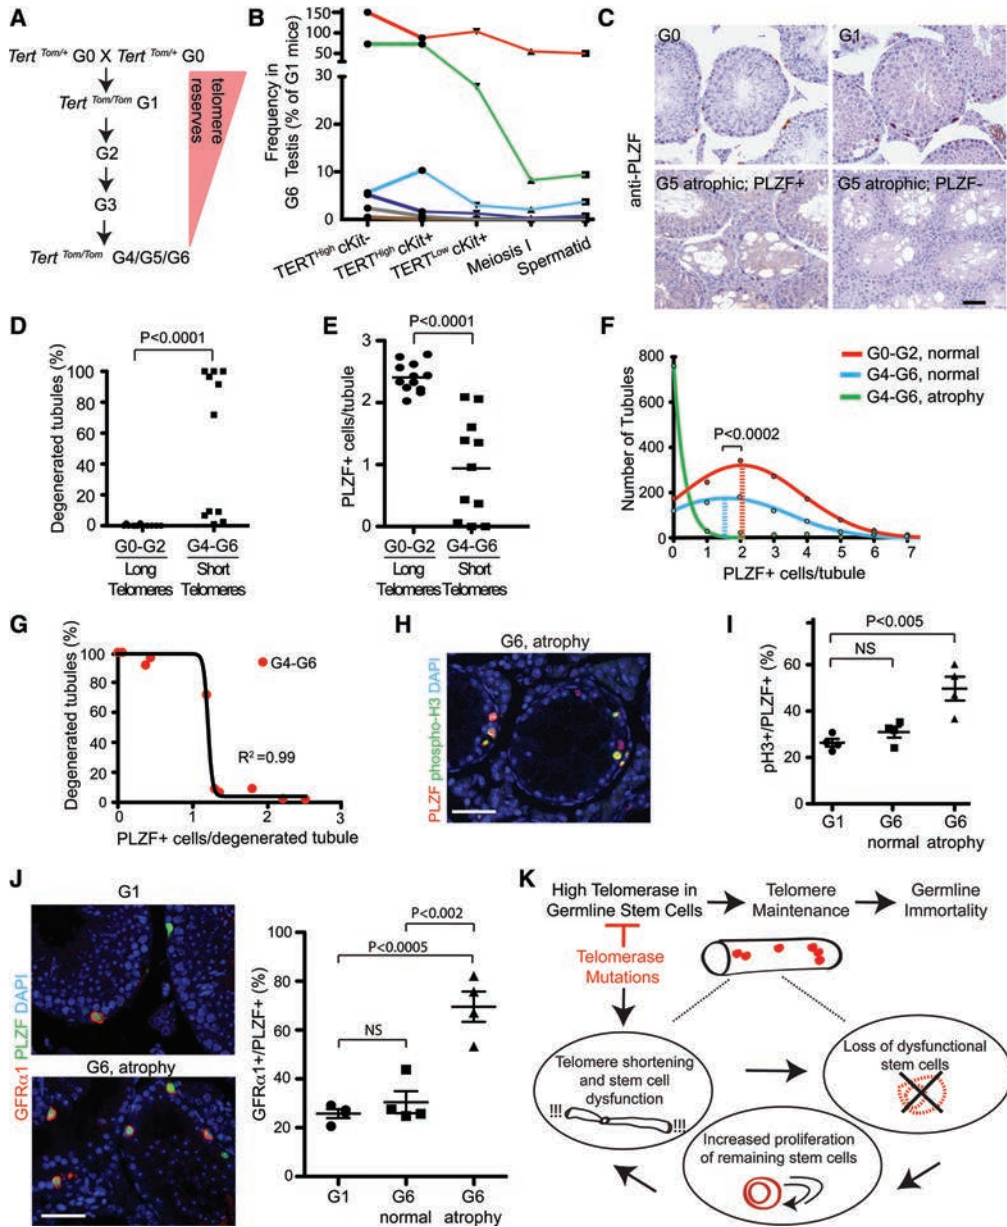 A
Tert Tom/+ G0 X Tert Tom/+ G0
Tert Tom/Tom G1
G2
G3
Tert Tom/Tom G4/G5/G6
telomere
reserves
B
Frequency in
G6 Testis (% of G1 mice)
150
100
50
30
20
10
0
TERTHigh cKit-
TERTHigh cKit+
TERTLow cKit+
Meiosis I
Spermatid
C
anti-PLZF
G0
G1
G5 atrophic; PLZF+
G5 atrophic; PLZF-
D
P<0.0001
Degenerated tubules (%)
100
80
60
40
20
0
G0-G2
Long
Telomeres
G4-G6
Short
Telomeres
E
P<0.0001
PLZF+ cells/tubule
3
2
1
0
G0-G2
Long
Telomeres
G4-G6
Short
Telomeres
F
G0-G2, normal
G4-G6, normal
G4-G6, atrophy
P<0.0002
Number of Tubules
800
600
400
200
0
0 1 2 3 4 5 6 7
PLZF+ cells/tubule
G
Degenerated tubules (%)
100
80
60
40
20
0
G4-G6
R2=0.99
0 1 2 3
PLZF+ cells/degenerated tubule
H
G6, atrophy
PLZF phospho-H3 DAPI
I
P<0.005
NS
pH3+/PLZF+ (%)
60
40
20
0
G1
G6
normal
G6
atrophy
J
G1
G6, atrophy
GFRα1 PLZF DAPI
P<0.002
P<0.0005
NS
GFRα1+/PLZF+ (%)
100
80
60
40
20
0
G1
G6
normal
G6
atrophy
K
High Telomerase in
Germline Stem Cells
Telomere
Maintenance
Germline
Immortality
Telomerase
Mutations
Telomere shortening
and stem cell
dysfunction
!!!
!!!
Loss of dysfunctional
stem cells
Increased proliferation
of remaining stem cells